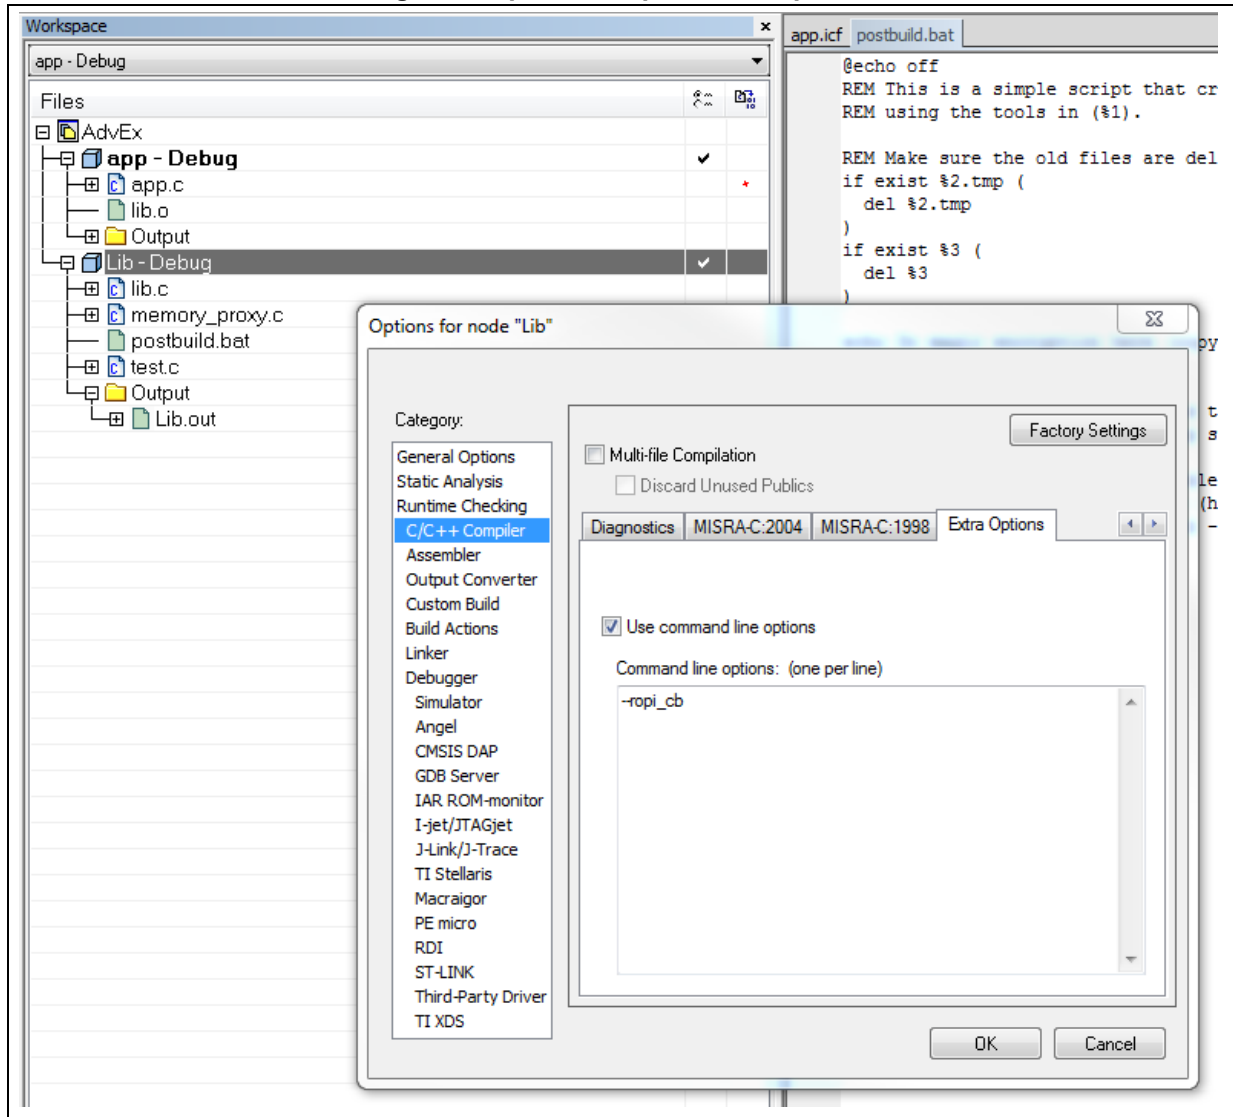 Workspace
app - Debug
Files
AdvEx
app - Debug
app.c
lib.o
Output
Lib - Debug
lib.c
memory_proxy.c
postbuild.bat
test.c
Output
Lib.out
app.icf postbuild.bat
@echo off
REM This is a simple script that cr
REM using the tools in (%1).
REM Make sure the old files are del
if exist %2.tmp (
del %2.tmp
)
if exist %3 (
del %3
)
Options for node "Lib"
Category:
General Options
Static Analysis
Runtime Checking
C/C++ Compiler
Assembler
Output Converter
Custom Build
Build Actions
Linker
Debugger
Simulator
Angel
CMSIS DAP
GDB Server
IAR ROM-monitor
I-jet/JTAGjet
J-Link/J-Trace
TI Stellaris
Macraigor
PE micro
RDI
ST-LINK
Third-Party Driver
TI XDS
Factory Settings
Multi-file Compilation
Discard Unused Publics
Diagnostics MISRA-C:2004 MISRA-C:1998 Extra Options
Use command line options
Command line options: (one per line)
--ropi_cb
OK Cancel